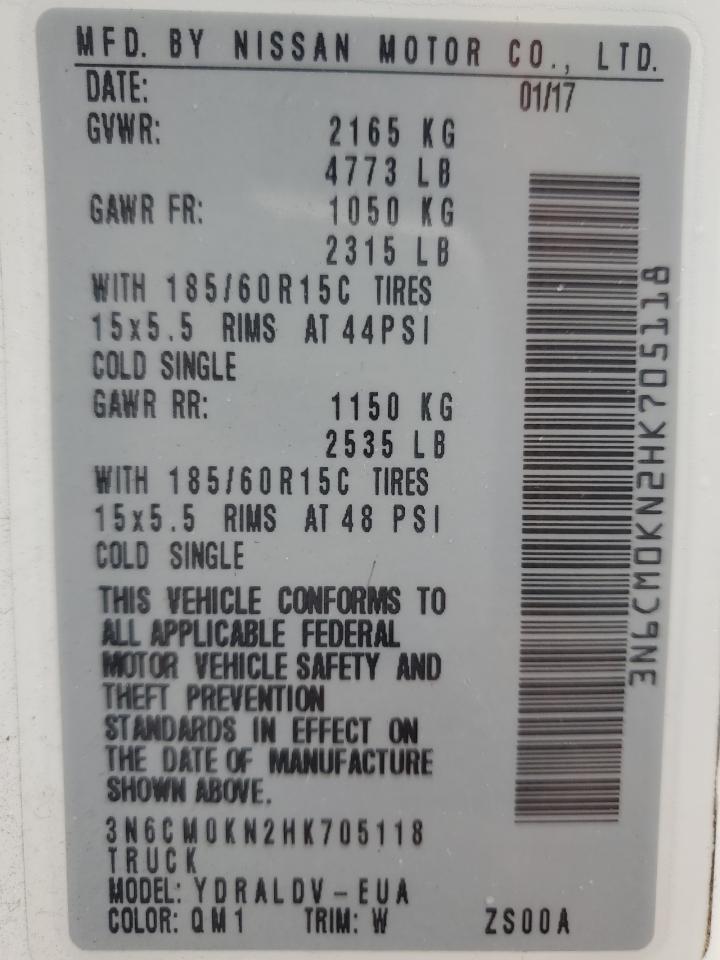 MFD. BY NISSAN MOTOR CO., LTD.
DATE: 01/17
GVWR: 2165 KG
4773 LB
GAWR FR: 1050 KG
2315 LB
WITH 185/60R15C TIRES
15x5.5 RIMS AT 44PSI
COLD SINGLE
GAWR RR: 1150 KG
2535 LB
WITH 185/60R15C TIRES
15x5.5 RIMS AT 48 PSI
COLD SINGLE
THIS VEHICLE CONFORMS TO
ALL APPLICABLE FEDERAL
MOTOR VEHICLE SAFETY AND
THEFT PREVENTION
STANDARDS IN EFFECT ON
THE DATE OF MANUFACTURE
SHOWN ABOVE.
3N6CM0KN2HK705118
TRUCK
MODEL: YDRALDV-EUA
COLOR: QM1 TRIM: W ZS00A
3N6CM0KN2HK705118